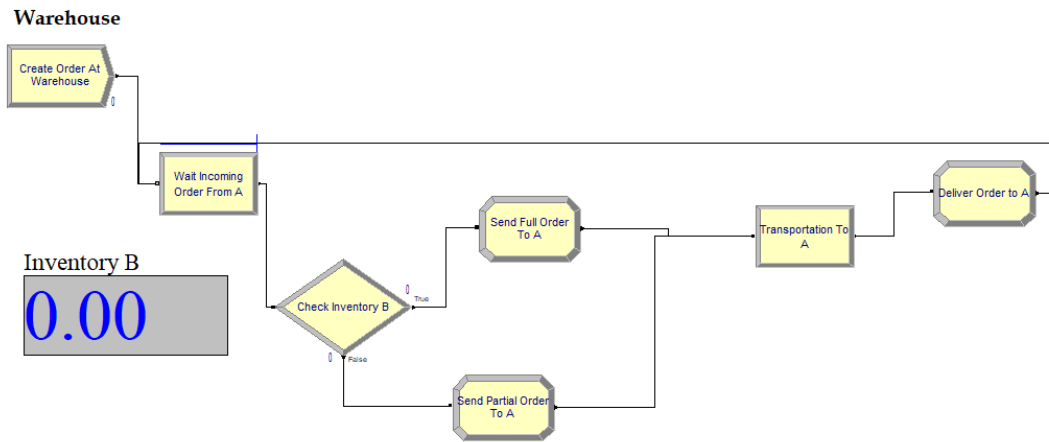 Warehouse
Create Order At
Warehouse
0
Wait Incoming
Order From A
Inventory B
0.00
Check Inventory B
0
True
0
False
Send Full Order
To A
Send Partial Order
To A
Transportation To
A
Deliver Order to A